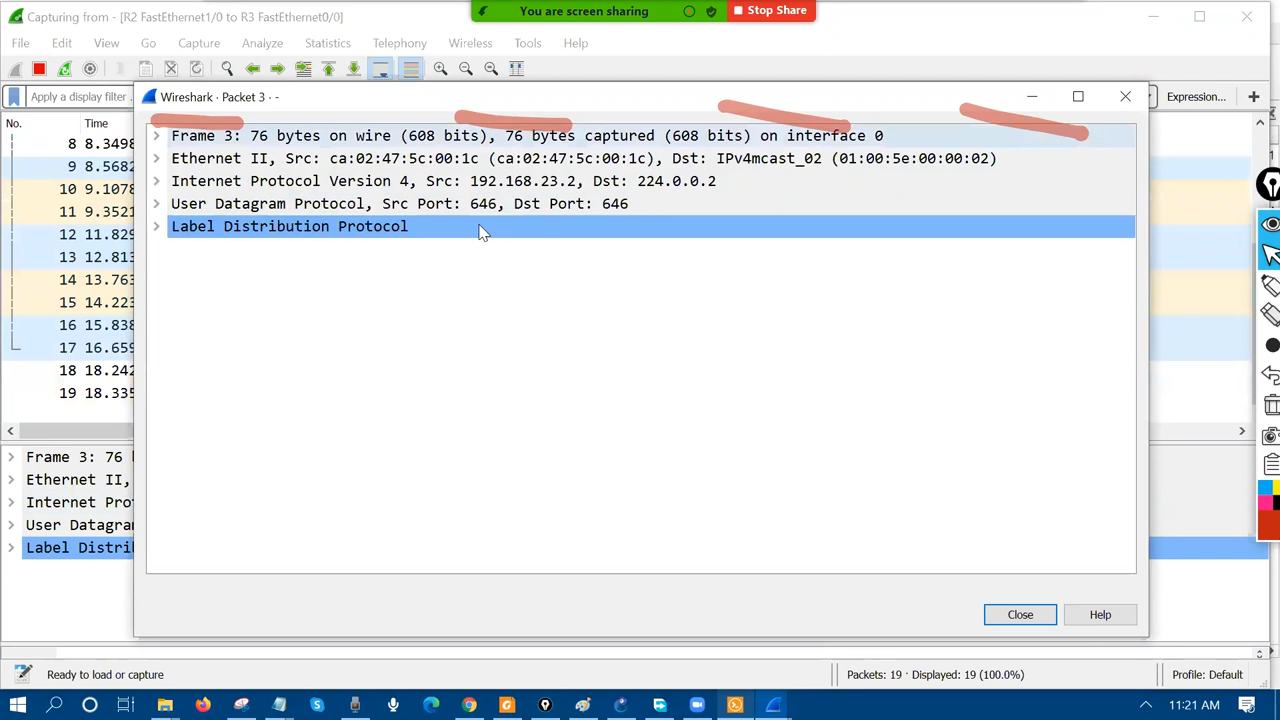 Capturing from - [R2 FastEthernet1/0 to R3 FastEthernet0/0]
You are screen sharing
Stop Share
File Edit View Go Capture Analyze Statistics Telephony Wireless Tools Help
Apply a display filter ...
Expression...
+
Wireshark · Packet 3 · -
No. Time
8 8.3498
9 8.5682
10 9.1078
11 9.3521
12 11.829
13 12.813
14 13.763
15 14.223
16 15.838
17 16.659
18 18.242
19 18.335
Frame 3: 76 bytes on wire (608 bits), 76 bytes captured (608 bits) on interface 0
Ethernet II, Src: ca:02:47:5c:00:1c (ca:02:47:5c:00:1c), Dst: IPv4mcast_02 (01:00:5e:00:00:02)
Internet Protocol Version 4, Src: 192.168.23.2, Dst: 224.0.0.2
User Datagram Protocol, Src Port: 646, Dst Port: 646
Label Distribution Protocol
Frame 3: 76
Ethernet II,
Internet Prot
User Datagram
Label Distrib
Close
Help
Ready to load or capture
Packets: 19 · Displayed: 19 (100.0%)
Profile: Default
11:21 AM